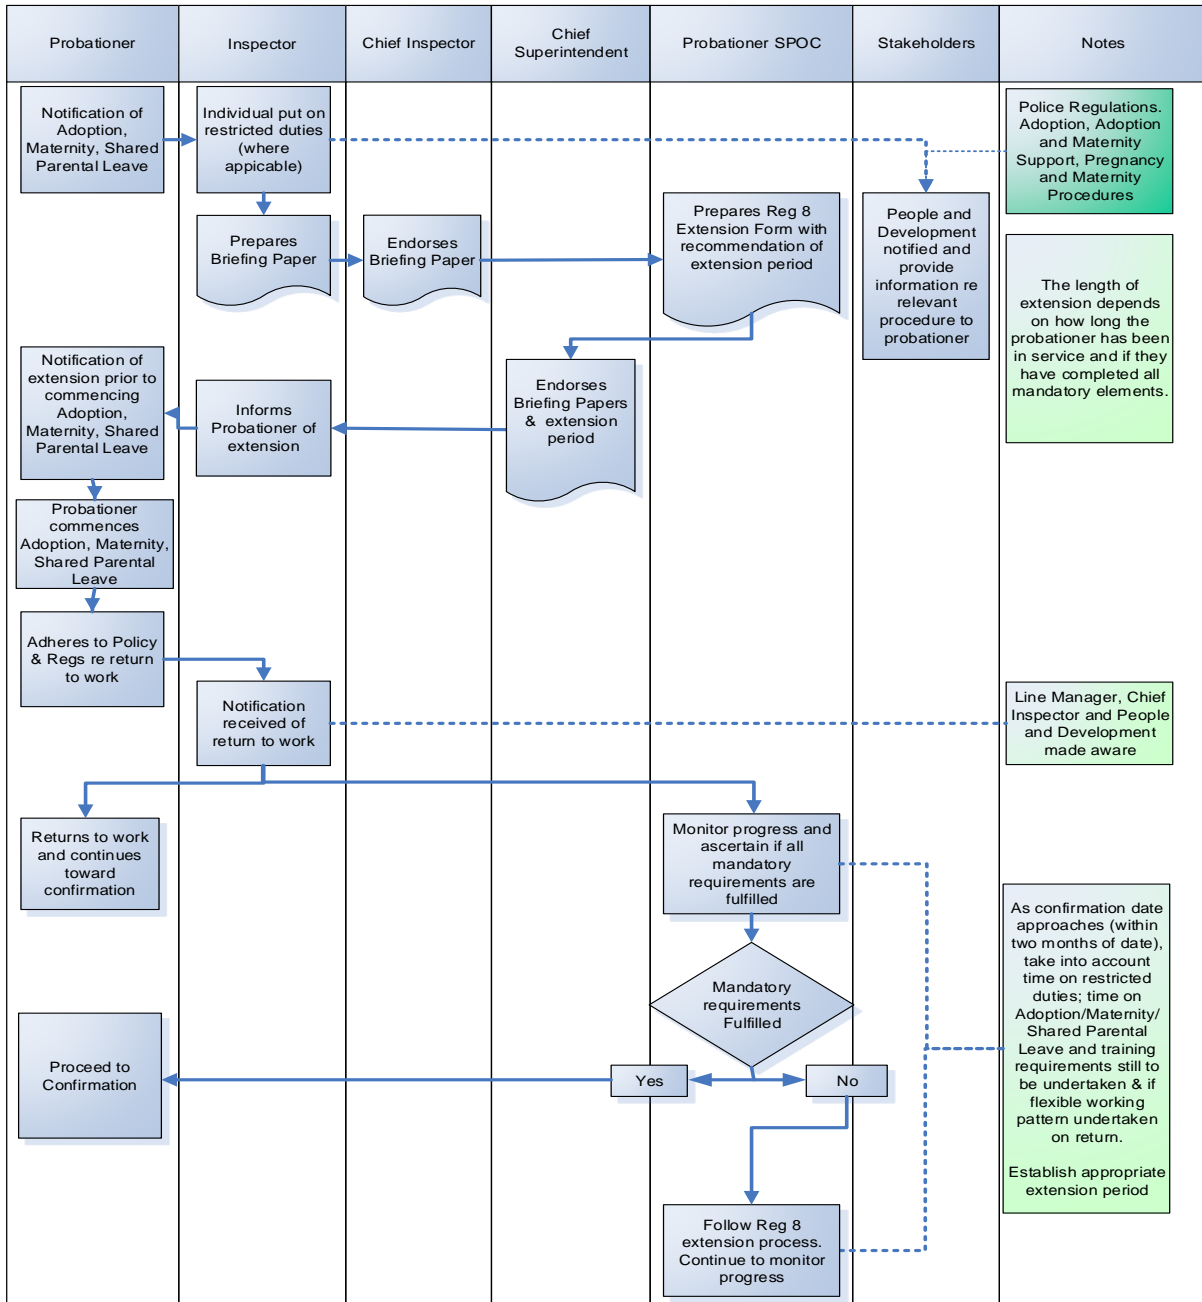 Probationer
Inspector
Chief Inspector
Chief
Superintendent
Probationer SPOC
Stakeholders
Notes
Notification of
Adoption,
Maternity, Shared
Parental Leave
Individual put on
restricted duties
(where
appicable)
Police Regulations.
Adoption, Adoption
and Maternity
Support, Pregnancy
and Maternity
Procedures
Prepares
Briefing Paper
Endorses
Briefing Paper
Prepares Reg 8
Extension Form with
recommendation of
extension period
People and
Development
notified and
provide
information re
relevant
procedure to
probationer
The length of
extension depends
on how long the
probationer has been
in service and if they
have completed all
mandatory elements.
Notification of
extension prior to
commencing
Adoption,
Maternity, Shared
Parental Leave
Informs
Probationer of
extension
Endorses
Briefing Papers
& extension
period
Probationer
commences
Adoption, Maternity,
Shared Parental
Leave
Adheres to Policy
& Regs re return
to work
Notification
received of
return to work
Line Manager, Chief
Inspector and People
and Development
made aware
Returns to work
and continues
toward
confirmation
Monitor progress and
ascertain if all
mandatory
requirements are
fulfilled
As confirmation date
approaches (within
two months of date),
take into account
time on restricted
duties; time on
Adoption/Maternity/
Shared Parental
Leave and training
requirements still to
be undertaken & if
flexible working
pattern undertaken
on return.
Establish appropriate
extension period
Mandatory
requirements
Fulfilled
Proceed to
Confirmation
Yes
No
Follow Reg 8
extension process.
Continue to monitor
progress